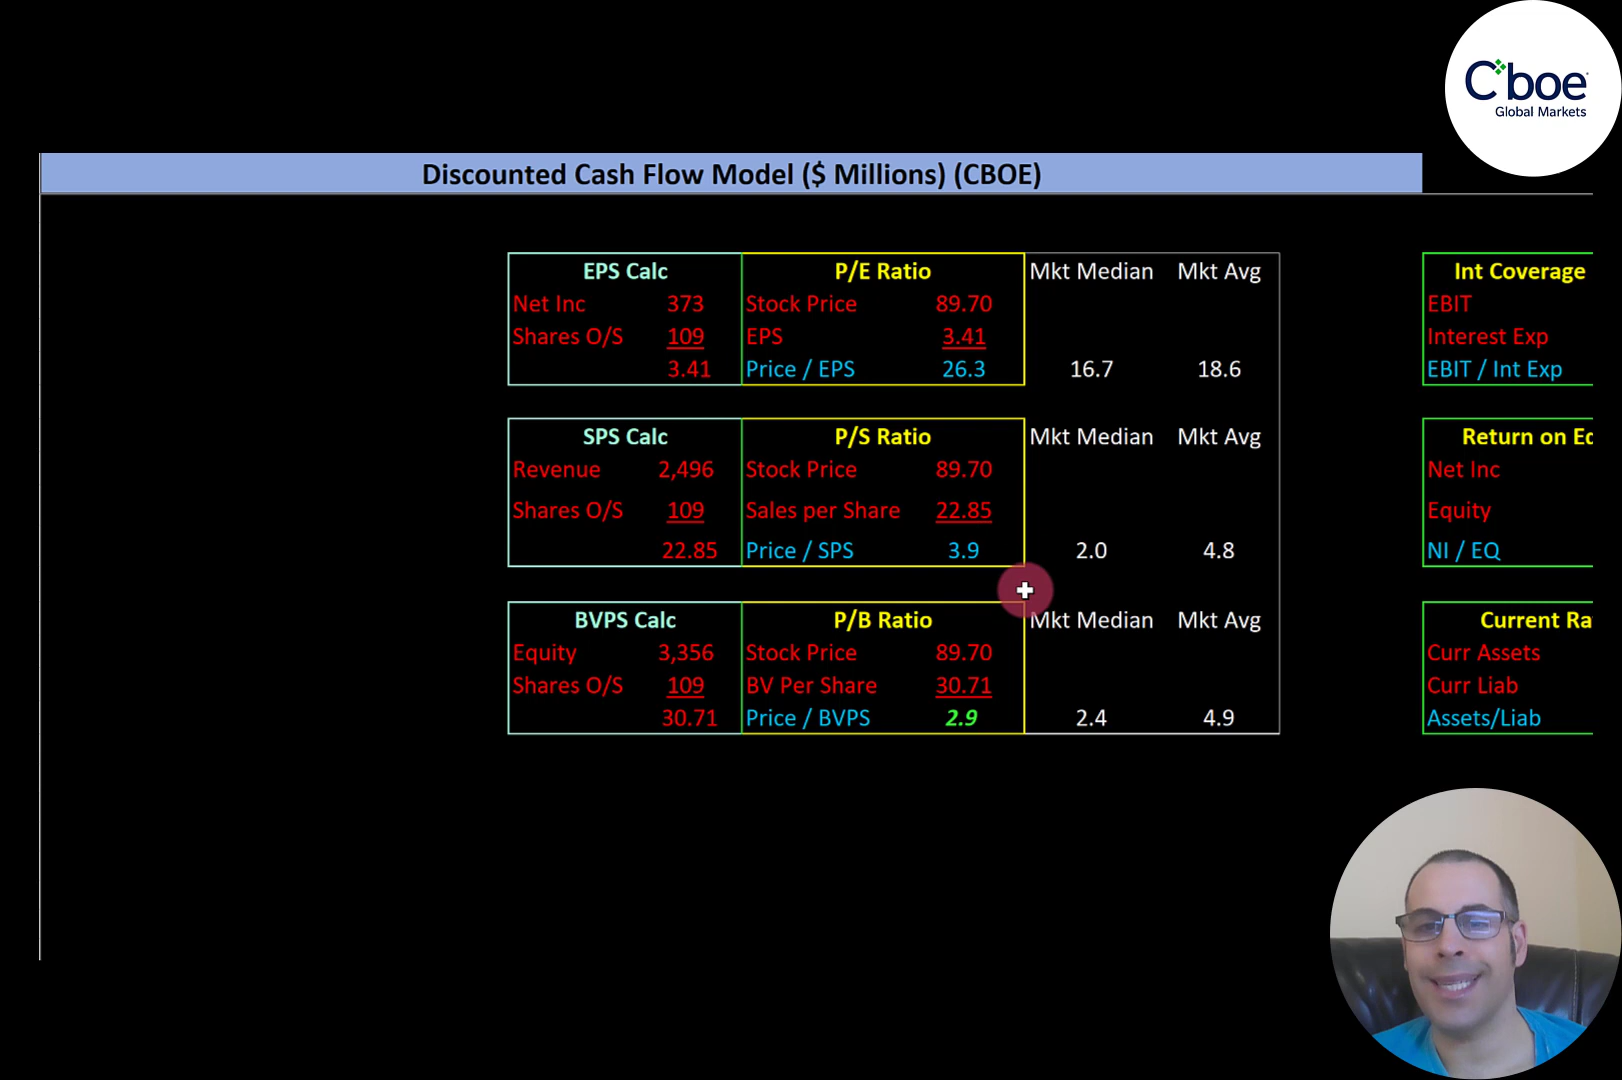 Cboe
Global Markets
Discounted Cash Flow Model ($ Millions) (CBOE)
EPS Calc P/E Ratio Mkt Median Mkt Avg Int Coverage
Net Inc 373 Stock Price 89.70 EBIT
Shares O/S 109 EPS 3.41 Interest Exp
3.41 Price / EPS 26.3 16.7 18.6 EBIT / Int Exp
SPS Calc P/S Ratio Mkt Median Mkt Avg Return on Ec
Revenue 2,496 Stock Price 89.70 Net Inc
Shares O/S 109 Sales per Share 22.85 Equity
22.85 Price / SPS 3.9 2.0 4.8 NI / EQ
BVPS Calc P/B Ratio Mkt Median Mkt Avg Current Ra
Equity 3,356 Stock Price 89.70 Curr Assets
Shares O/S 109 BV Per Share 30.71 Curr Liab
30.71 Price / BVPS 2.9 2.4 4.9 Assets/Liab